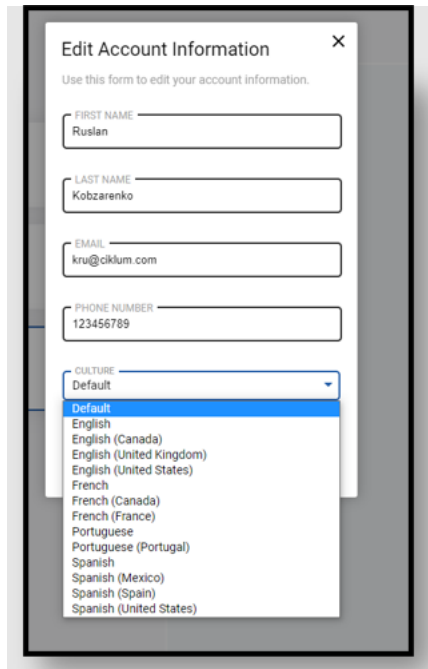 Edit Account Information
Use this form to edit your account information.
FIRST NAME
Ruslan
LAST NAME
Kobzarenko
EMAIL
kru@ciklum.com
PHONE NUMBER
123456789
CULTURE
Default
Default
English
English (Canada)
English (United Kingdom)
English (United States)
French
French (Canada)
French (France)
Portuguese
Portuguese (Portugal)
Spanish
Spanish (Mexico)
Spanish (Spain)
Spanish (United States)